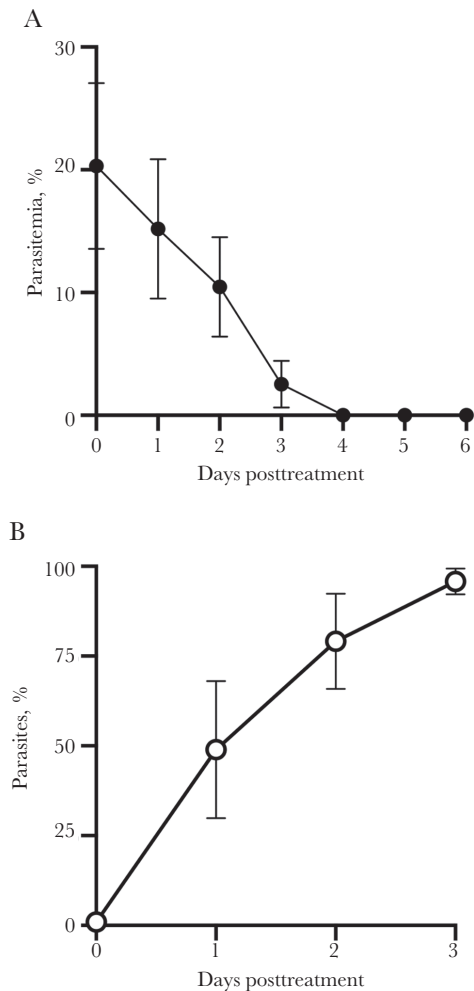 A
30
20
10
0
Parasitemia, %
0 1 2 3 4 5 6
Days posttreatment
B
100
75
50
25
0
Parasites, %
0 1 2 3
Days posttreatment